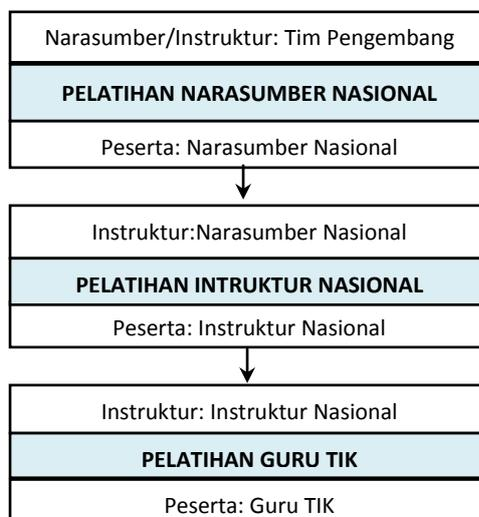 Narasumber/Instruktur: Tim Pengembang
PELATIHAN NARASUMBER NASIONAL
Peserta: Narasumber Nasional
Instruktur:Narasumber Nasional
PELATIHAN INTRUKTUR NASIONAL
Peserta: Instruktur Nasional
Instruktur: Instruktur Nasional
PELATIHAN GURU TIK
Peserta: Guru TIK